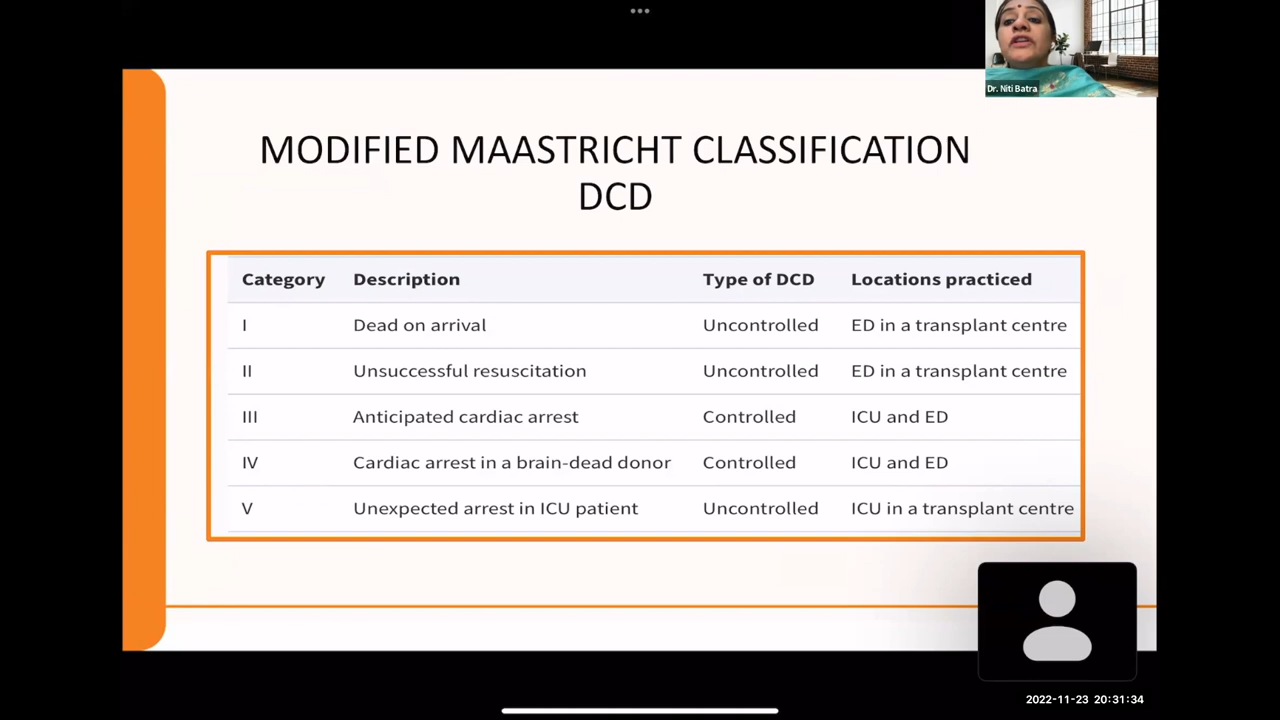 Dr. Niti Batra
MODIFIED MAASTRICHT CLASSIFICATION
DCD
Category Description Type of DCD Locations practiced
I Dead on arrival Uncontrolled ED in a transplant centre
II Unsuccessful resuscitation Uncontrolled ED in a transplant centre
III Anticipated cardiac arrest Controlled ICU and ED
IV Cardiac arrest in a brain-dead donor Controlled ICU and ED
V Unexpected arrest in ICU patient Uncontrolled ICU in a transplant centre
2022-11-23 20:31:34